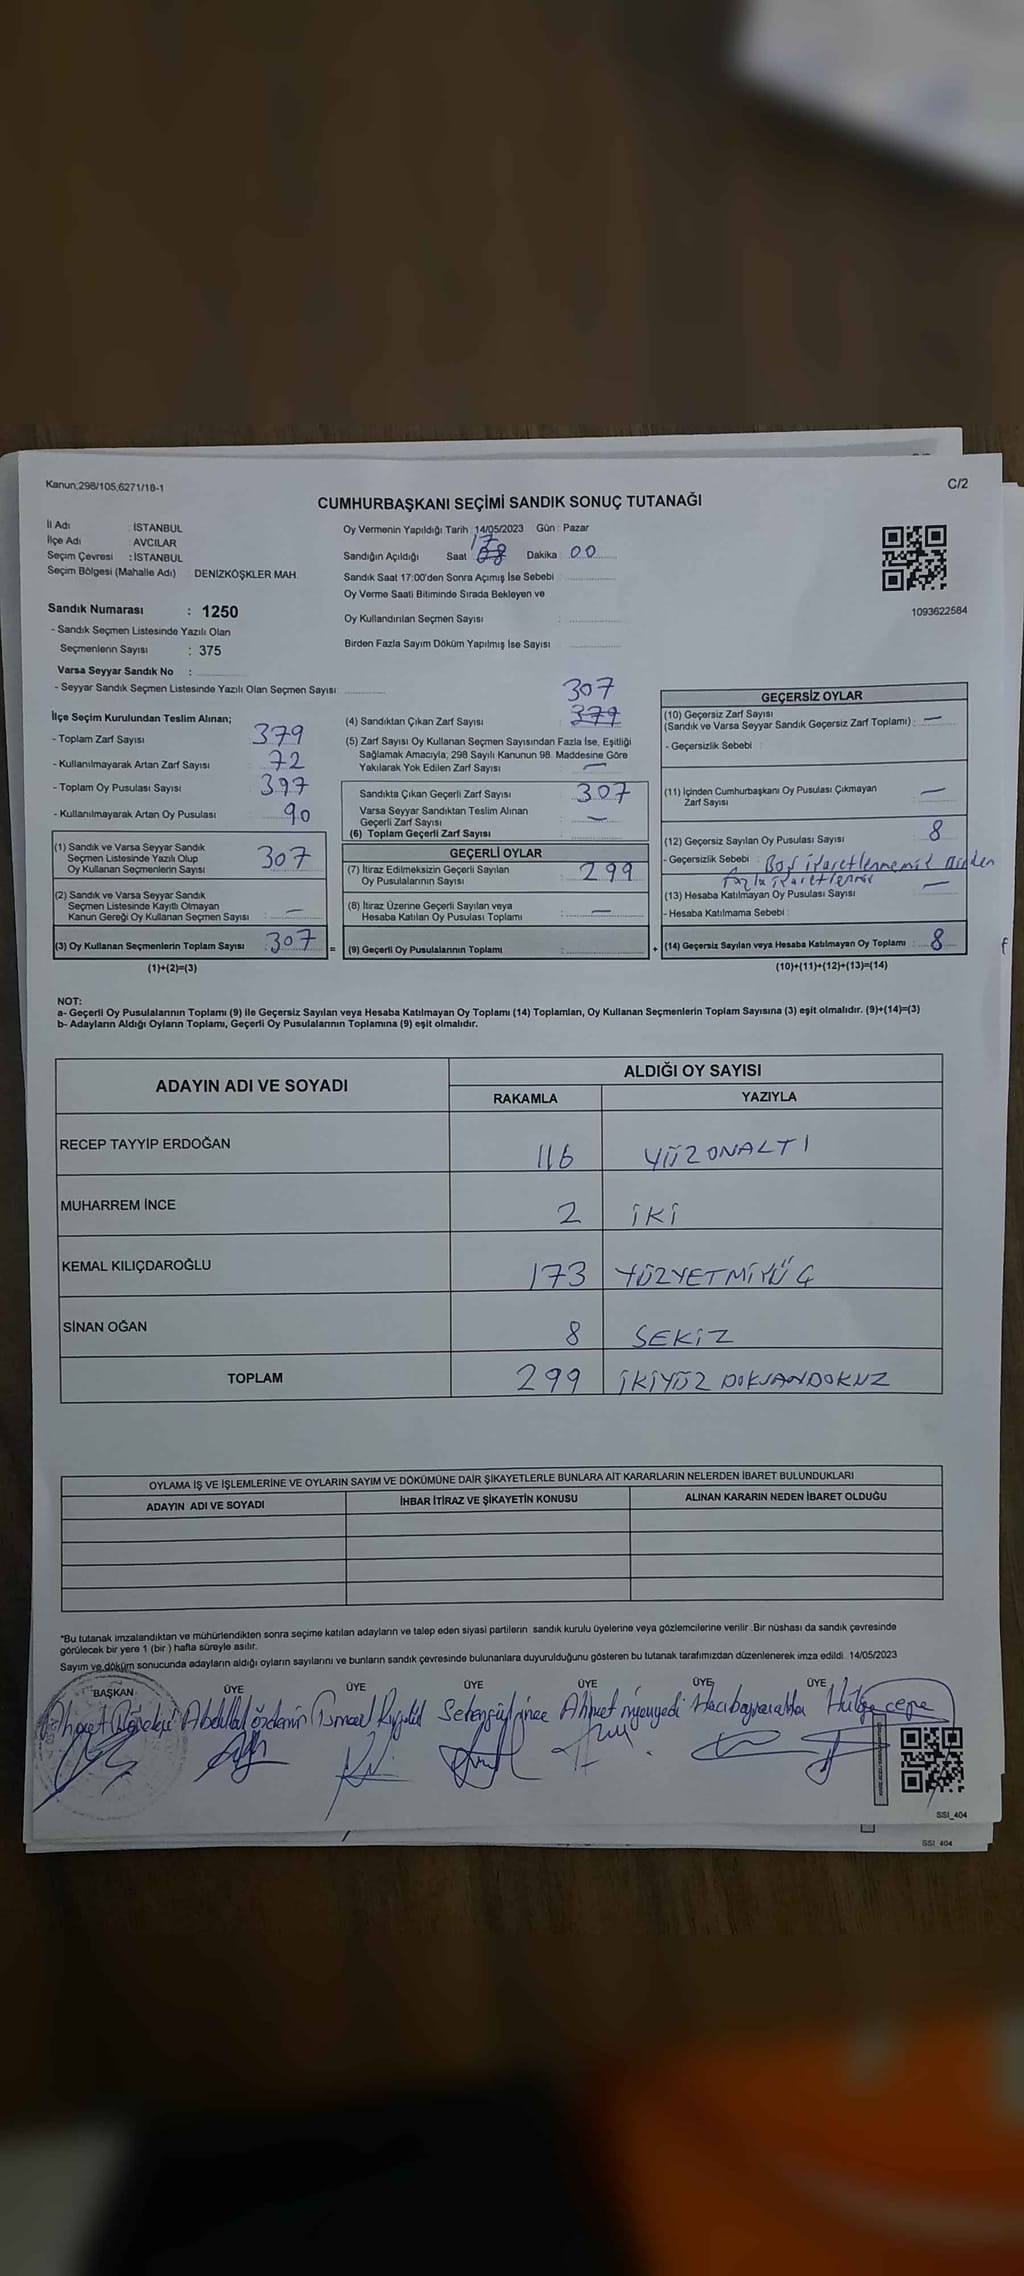 Kanun;298/105;6271/18-1
C/2
CUMHURBAŞKANI SEÇİMİ SANDIK SONUÇ TUTANAĞI
İl Adı : İSTANBUL
İlçe Adı : AVCILAR
Seçim Çevresi : İSTANBUL
Seçim Bölgesi (Mahalle Adı) : DENİZKÖŞKLER MAH.
Sandık Numarası : 1250
- Sandık Seçmen Listesinde Yazılı Olan
Seçmenlerin Sayısı : 375
Varsa Seyyar Sandık No :
- Seyyar Sandık Seçmen Listesinde Yazılı Olan Seçmen Sayısı
Oy Vermenin Yapıldığı Tarih : 14/05/2023 Gün : Pazar
17
Sandığın Açıldığı Saat 08 Dakika : 00
Sandık Saat 17:00'den Sonra Açımış İse Sebebi :
Oy Verme Saati Bitiminde Sırada Bekleyen ve
Oy Kullandırılan Seçmen Sayısı :
Birden Fazla Sayım Döküm Yapılmış İse Sayısı
1093622584
İlçe Seçim Kurulundan Teslim Alınan;
- Toplam Zarf Sayısı 379
- Kullanılmayarak Artan Zarf Sayısı 72
- Toplam Oy Pusulası Sayısı 397
- Kullanılmayarak Artan Oy Pusulası 90
(1) Sandık ve Varsa Seyyar Sandık
Seçmen Listesinde Yazılı Olup
Oy Kullanan Seçmenlerin Sayısı 307
(2) Sandık ve Varsa Seyyar Sandık
Seçmen Listesinde Kayıtlı Olmayan
Kanun Gereği Oy Kullanan Seçmen Sayısı : —
(3) Oy Kullanan Seçmenlerin Toplam Sayısı 307 =
(1)+(2)=(3)
307
(4) Sandıktan Çıkan Zarf Sayısı 379
(5) Zarf Sayısı Oy Kullanan Seçmen Sayısından Fazla İse, Eşitliği
Sağlamak Amacıyla, 298 Sayılı Kanunun 98. Maddesine Göre
Yakılarak Yok Edilen Zarf Sayısı —
Sandıkta Çıkan Geçerli Zarf Sayısı : 307
Varsa Seyyar Sandıktan Teslim Alınan
Geçerli Zarf Sayısı : —
(6) Toplam Geçerli Zarf Sayısı
GEÇERLİ OYLAR
(7) İtiraz Edilmeksizin Geçerli Sayılan
Oy Pusulalarının Sayısı : 299
(8) İtiraz Üzerine Geçerli Sayılan veya
Hesaba Katılan Oy Pusulası Toplamı : —
(9) Geçerli Oy Pusulalarının Toplamı : +
GEÇERSİZ OYLAR
(10) Geçersiz Zarf Sayısı
(Sandık ve Varsa Seyyar Sandık Geçersiz Zarf Toplamı) : —
- Geçersizlik Sebebi :
(11) İçinden Cumhurbaşkanı Oy Pusulası Çıkmayan
Zarf Sayısı —
(12) Geçersiz Sayılan Oy Pusulası Sayısı 8
- Geçersizlik Sebebi : Boş işaretlenmemiş Birden
fazla işaretlenmiş
(13) Hesaba Katılmayan Oy Pusulası Sayısı —
- Hesaba Katılmama Sebebi :
(14) Geçersiz Sayılan veya Hesaba Katılmayan Oy Toplamı : 8
(10)+(11)+(12)+(13)=(14)
NOT:
a- Geçerli Oy Pusulalarının Toplamı (9) ile Geçersiz Sayılan veya Hesaba Katılmayan Oy Toplamı (14) Toplamları, Oy Kullanan Seçmenlerin Toplam Sayısına (3) eşit olmalıdır. (9)+(14)=(3)
b- Adayların Aldığı Oyların Toplamı, Geçerli Oy Pusulalarının Toplamına (9) eşit olmalıdır.
ADAYIN ADI VE SOYADI ALDIĞI OY SAYISI
RAKAMLA YAZIYLA
RECEP TAYYİP ERDOĞAN 116 YÜZONALTI
MUHARREM İNCE 2 İKİ
KEMAL KILIÇDAROĞLU 173 YÜZYETMİYÜÇ
SİNAN OĞAN 8 SEKİZ
TOPLAM 299 İKİYÜZ DOKSANDOKUZ
OYLAMA İŞ VE İŞLEMLERİNE VE OYLARIN SAYIM VE DÖKÜMÜNE DAİR ŞİKAYETLERLE BUNLARA AİT KARARLARIN NELERDEN İBARET BULUNDUKLARI
ADAYIN ADI VE SOYADI İHBAR İTİRAZ VE ŞİKAYETİN KONUSU ALINAN KARARIN NEDEN İBARET OLDUĞU
*Bu tutanak imzalandıktan ve mühürlendikten sonra seçime katılan adayların ve talep eden siyasi partilerin sandık kurulu üyelerine veya gözlemcilerine verilir. Bir nüshası da sandık çevresinde
görülecek bir yere 1 (bir ) hafta süreyle asılır.
Sayım ve döküm sonucunda adayların aldığı oyların sayılarını ve bunların sandık çevresinde bulunanlara duyurulduğunu gösteren bu tutanak tarafımızdan düzenlenerek imza edildi. 14/05/2023
BAŞKAN ÜYE ÜYE ÜYE ÜYE ÜYE ÜYE
Abdullah Özdemir İsmail Ahmet Hülya
SSI_404
SSI_404